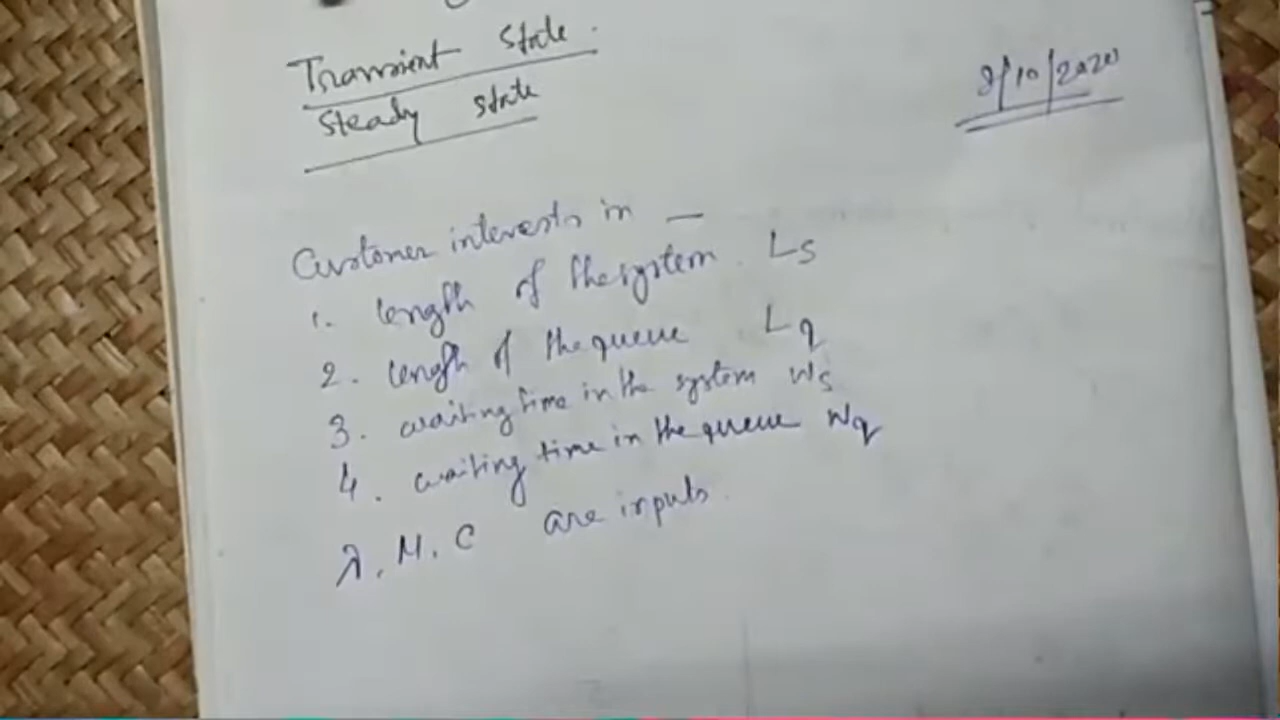 Transient state.
Steady state
8/10/2020
Customer interests in —
1. length of the system. Ls
2. length of the queue Lq
3. waiting time in the system Ws
4. waiting time in the queue Wq
λ, M, C are inputs.